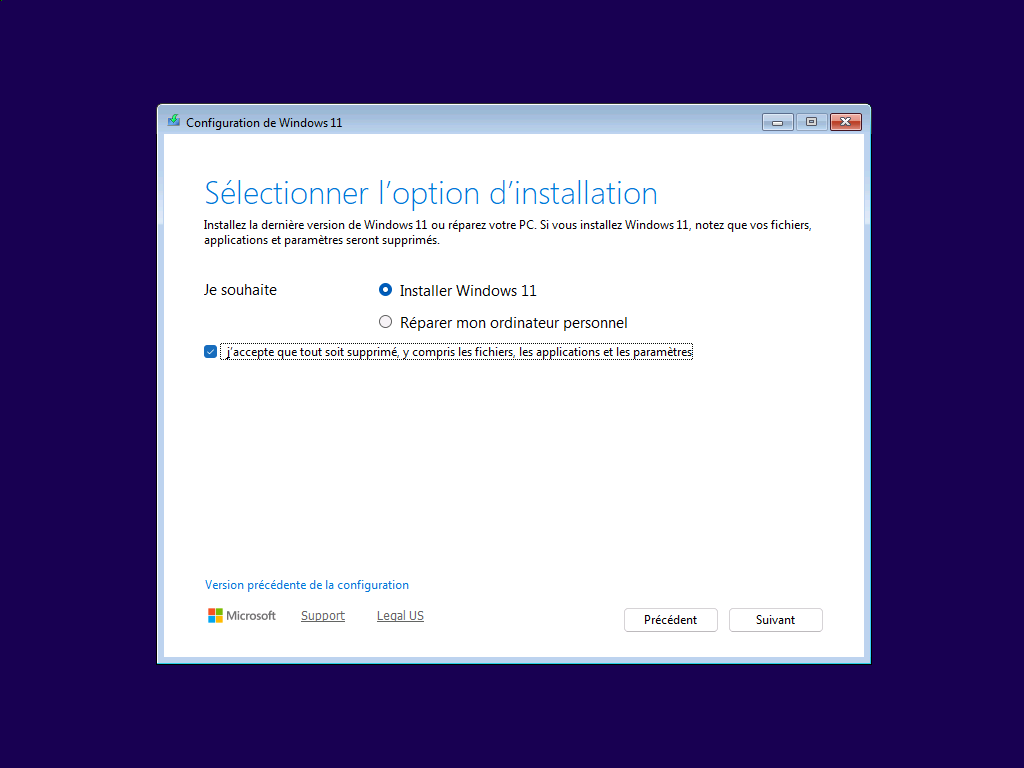 Configuration de Windows 11
Sélectionner l'option d'installation
Installez la dernière version de Windows 11 ou réparez votre PC. Si vous installez Windows 11, notez que vos fichiers,
applications et paramètres seront supprimés.
Je souhaite
Installer Windows 11
Réparer mon ordinateur personnel
j'accepte que tout soit supprimé, y compris les fichiers, les applications et les paramètres
Version précédente de la configuration
Microsoft Support Legal US
Précédent Suivant